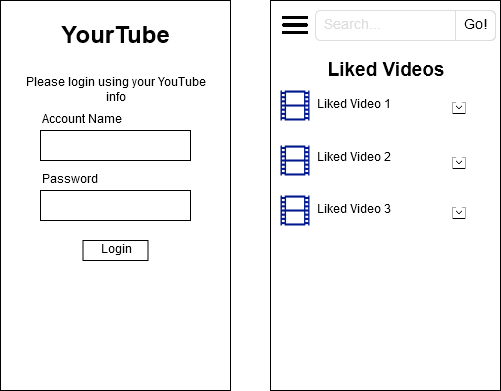 YourTube
Please login using your YouTube
info
Account Name
Password
Login
Search...
Go!
Liked Videos
Liked Video 1
Liked Video 2
Liked Video 3